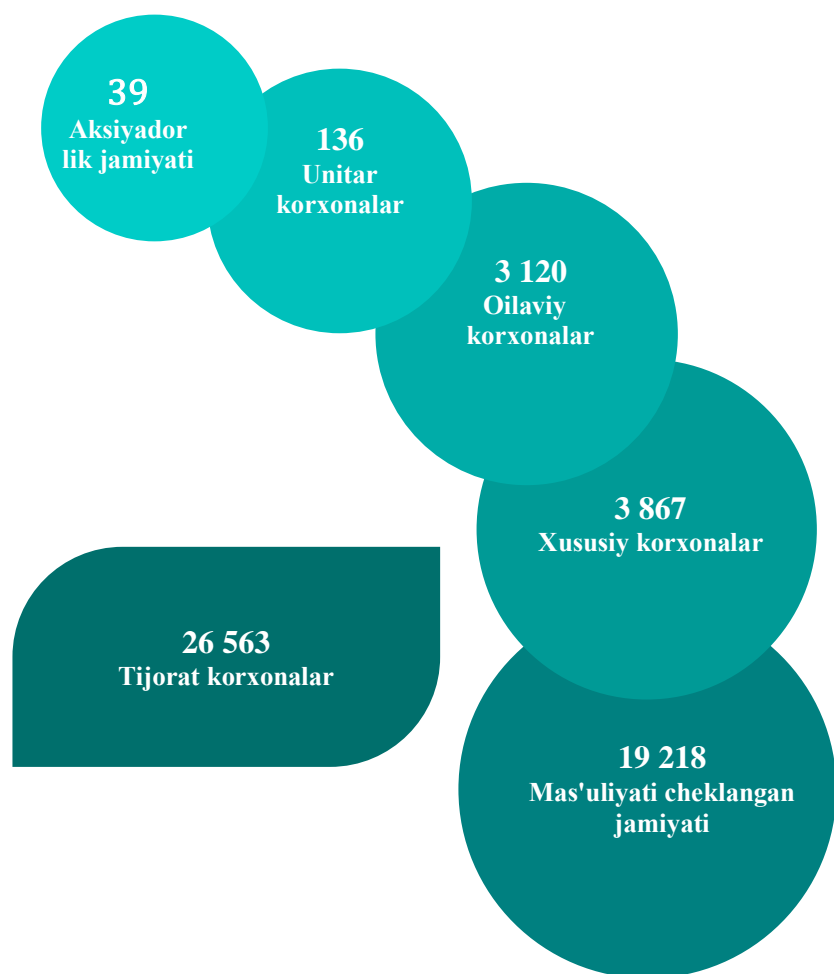 39
Aksiyador
lik jamiyati
136
Unitar
korxonalar
3 120
Oilaviy
korxonalar
3 867
Xususiy korxonalar
26 563
Tijorat korxonalar
19 218
Mas'uliyati cheklangan
jamiyati